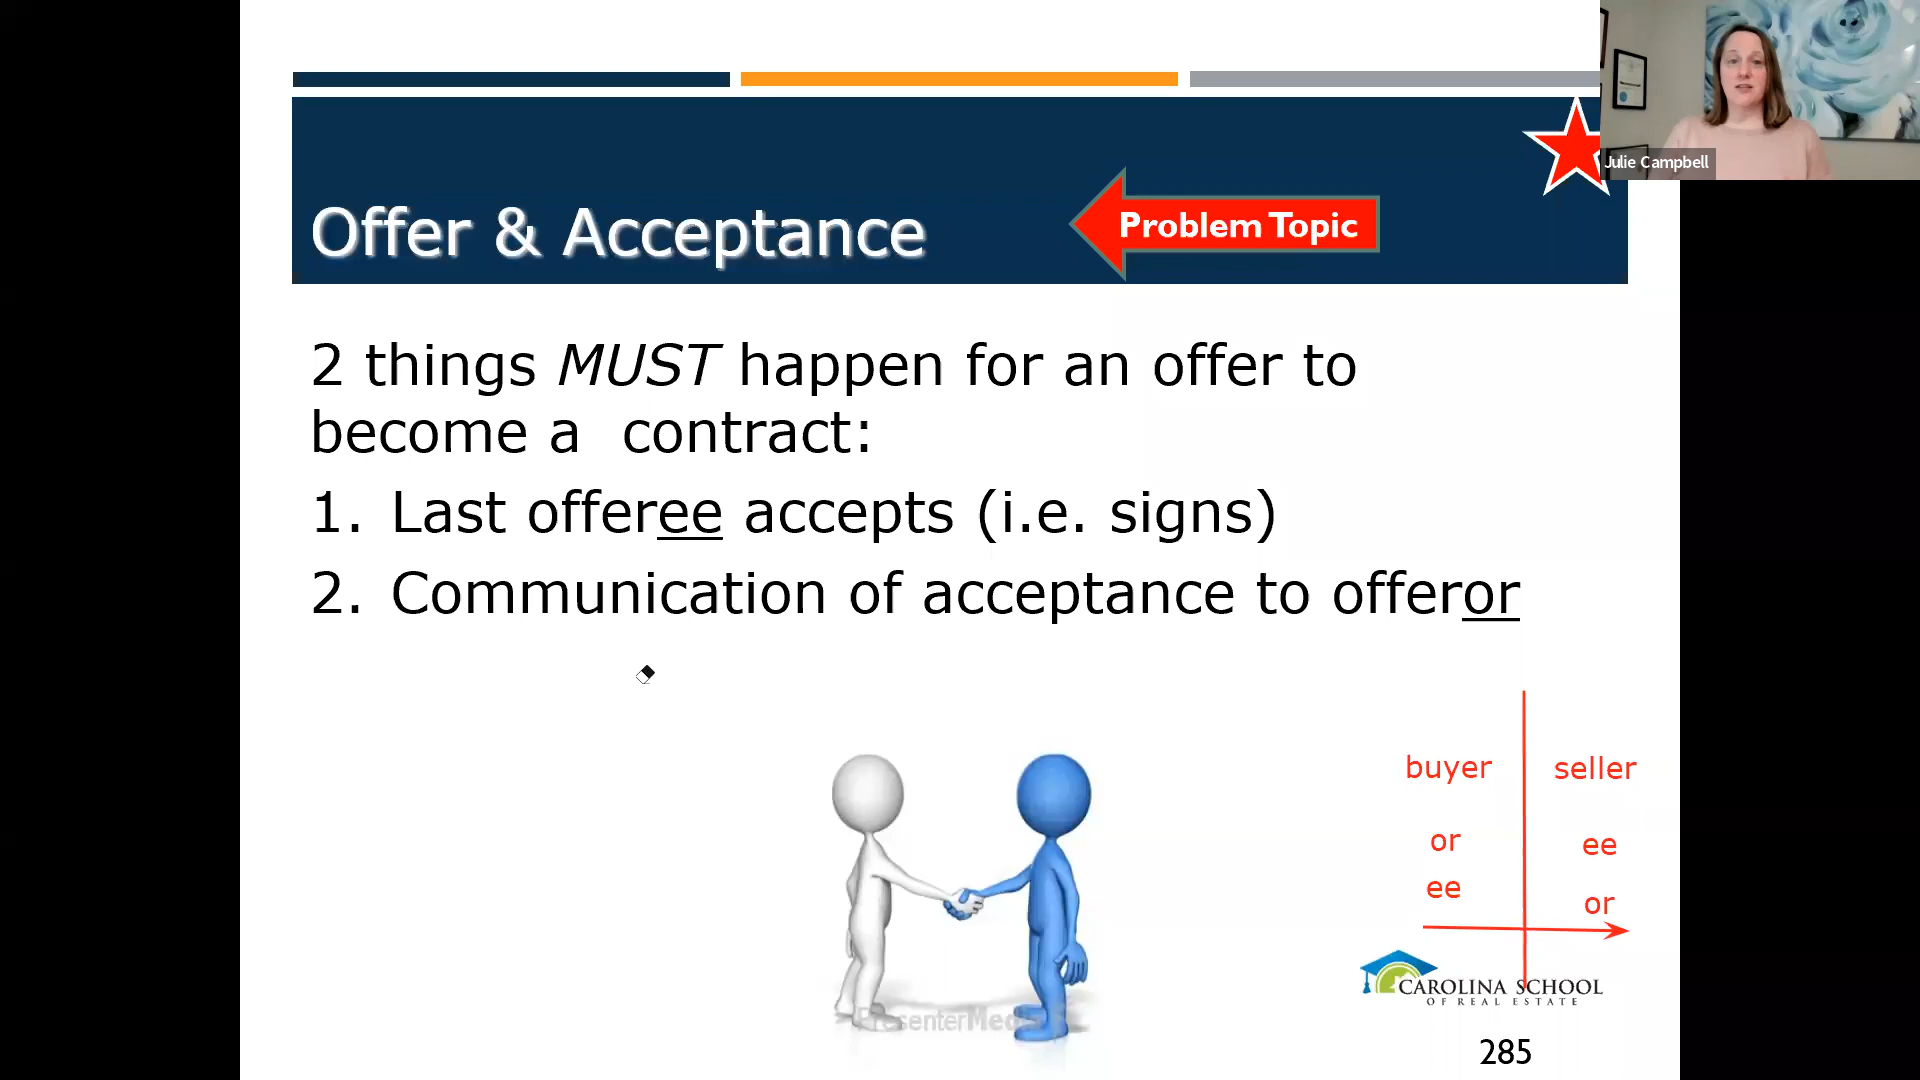 Julie Campbell
Offer & Acceptance
Problem Topic
2 things MUST happen for an offer to
become a contract:
1. Last offeree accepts (i.e. signs)
2. Communication of acceptance to offeror
buyer seller
or ee
ee or
PresenterMedia
CAROLINA SCHOOL
OF REAL ESTATE
285